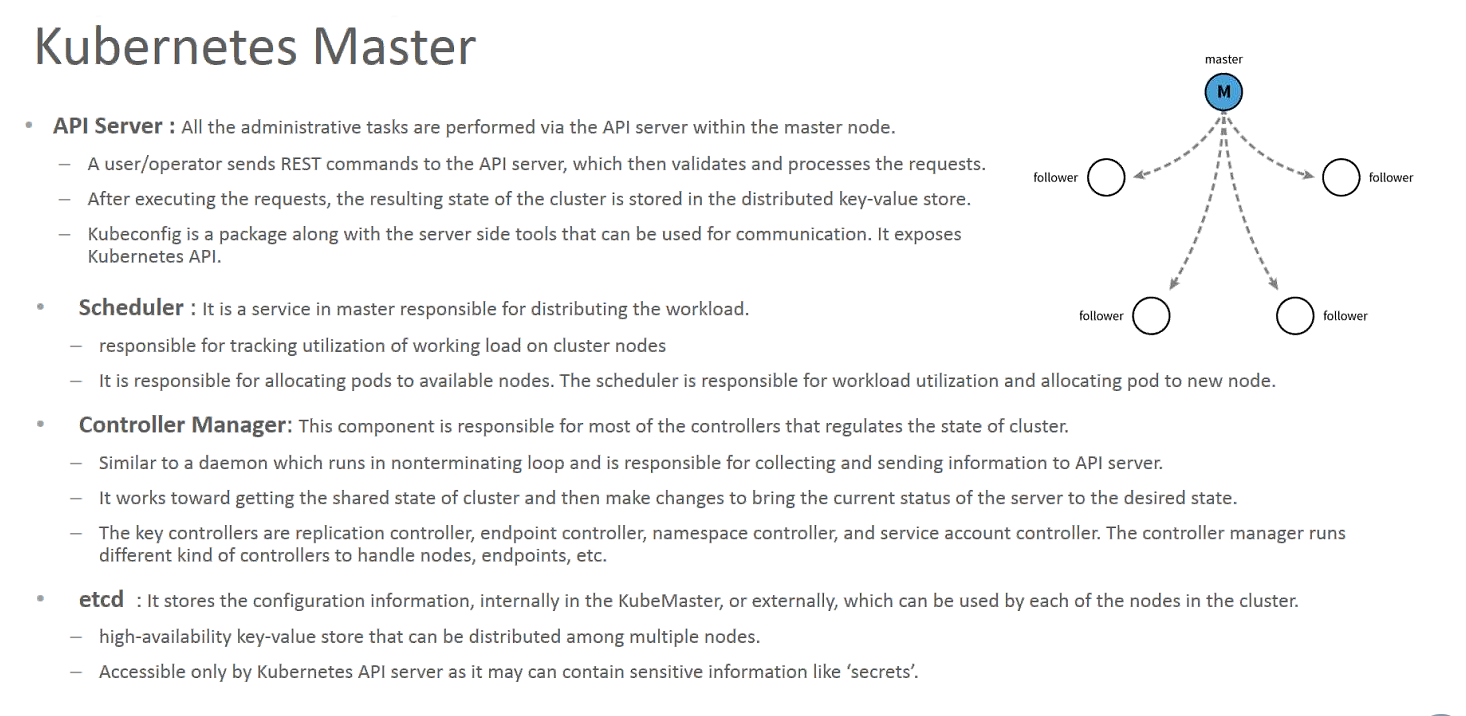 Kubernetes Master
• API Server : All the administrative tasks are performed via the API server within the master node.
– A user/operator sends REST commands to the API server, which then validates and processes the requests.
– After executing the requests, the resulting state of the cluster is stored in the distributed key-value store.
– Kubeconfig is a package along with the server side tools that can be used for communication. It exposes
Kubernetes API.
• Scheduler : It is a service in master responsible for distributing the workload.
– responsible for tracking utilization of working load on cluster nodes
– It is responsible for allocating pods to available nodes. The scheduler is responsible for workload utilization and allocating pod to new node.
• Controller Manager: This component is responsible for most of the controllers that regulates the state of cluster.
– Similar to a daemon which runs in nonterminating loop and is responsible for collecting and sending information to API server.
– It works toward getting the shared state of cluster and then make changes to bring the current status of the server to the desired state.
– The key controllers are replication controller, endpoint controller, namespace controller, and service account controller. The controller manager runs
different kind of controllers to handle nodes, endpoints, etc.
• etcd : It stores the configuration information, internally in the KubeMaster, or externally, which can be used by each of the nodes in the cluster.
– high-availability key-value store that can be distributed among multiple nodes.
– Accessible only by Kubernetes API server as it may can contain sensitive information like ‘secrets’.
master
M
follower
follower
follower
follower